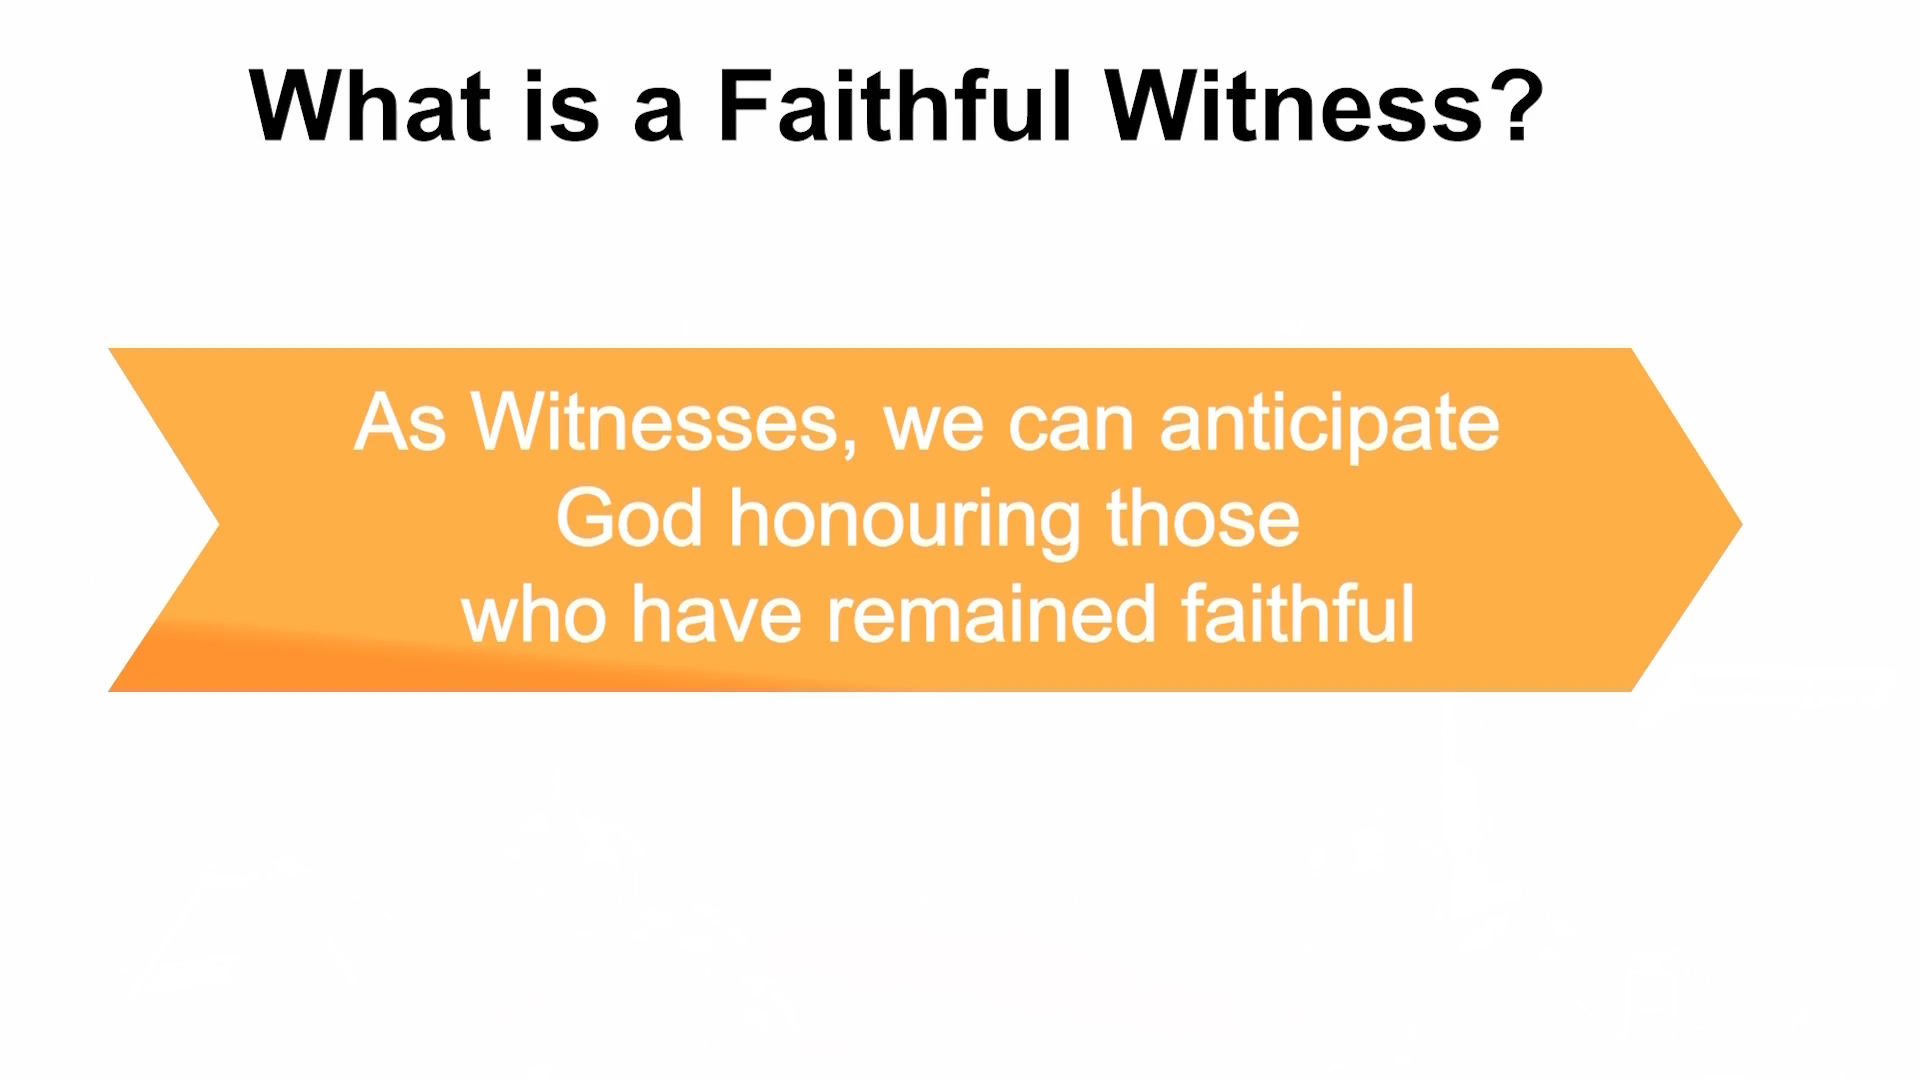 What is a Faithful Witness?
As Witnesses, we can anticipate
God honouring those
who have remained faithful